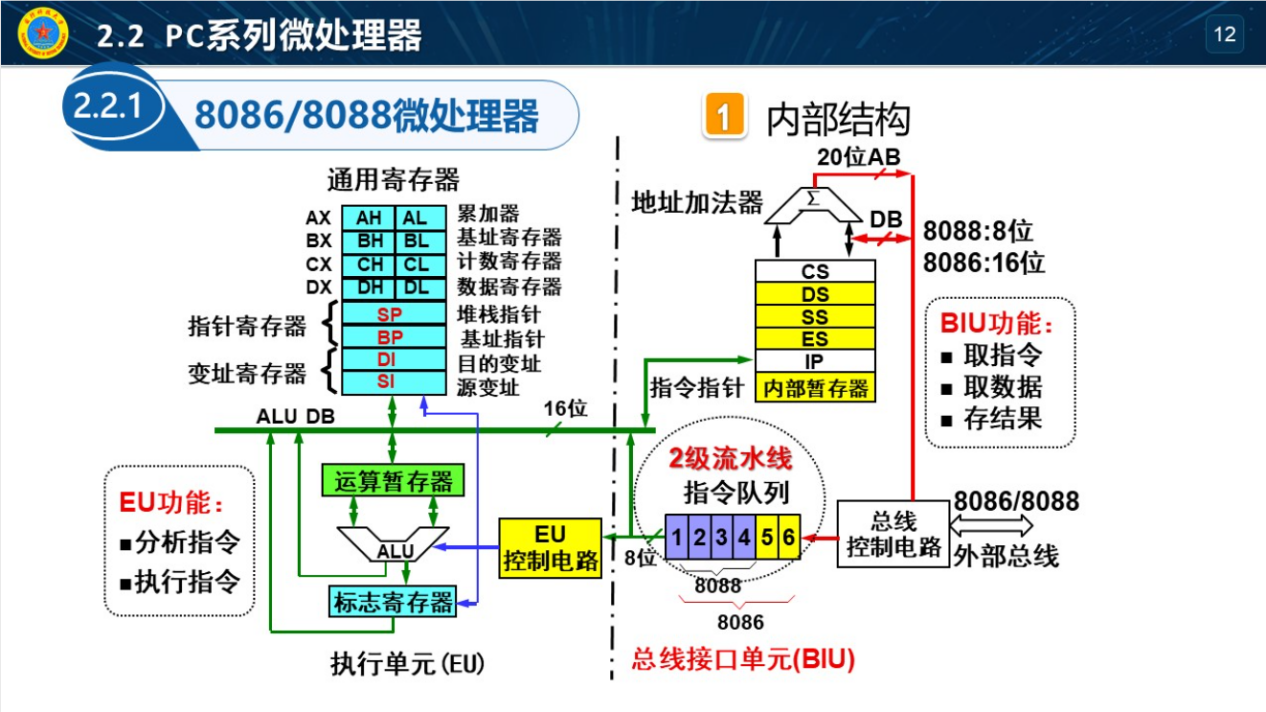 2.2 PC系列微处理器
12
2.2.1
8086/8088微处理器
1 内部结构
通用寄存器
AX AH AL 累加器
BX BH BL 基址寄存器
CX CH CL 计数寄存器
DX DH DL 数据寄存器
指针寄存器
SP 堆栈指针
BP 基址指针
变址寄存器
DI 目的变址
SI 源变址
ALU DB
16位
运算暂存器
ALU
标志寄存器
EU
控制电路
EU功能：
■分析指令
■执行指令
执行单元(EU)
20位AB
地址加法器
Σ
DB
8088:8位
8086:16位
CS
DS
SS
ES
IP
内部暂存器
指令指针
BIU功能：
■ 取指令
■ 取数据
■ 存结果
2级流水线
指令队列
1 2 3 4 5 6
8位
8088
8086
总线
控制电路
8086/8088
外部总线
总线接口单元(BIU)